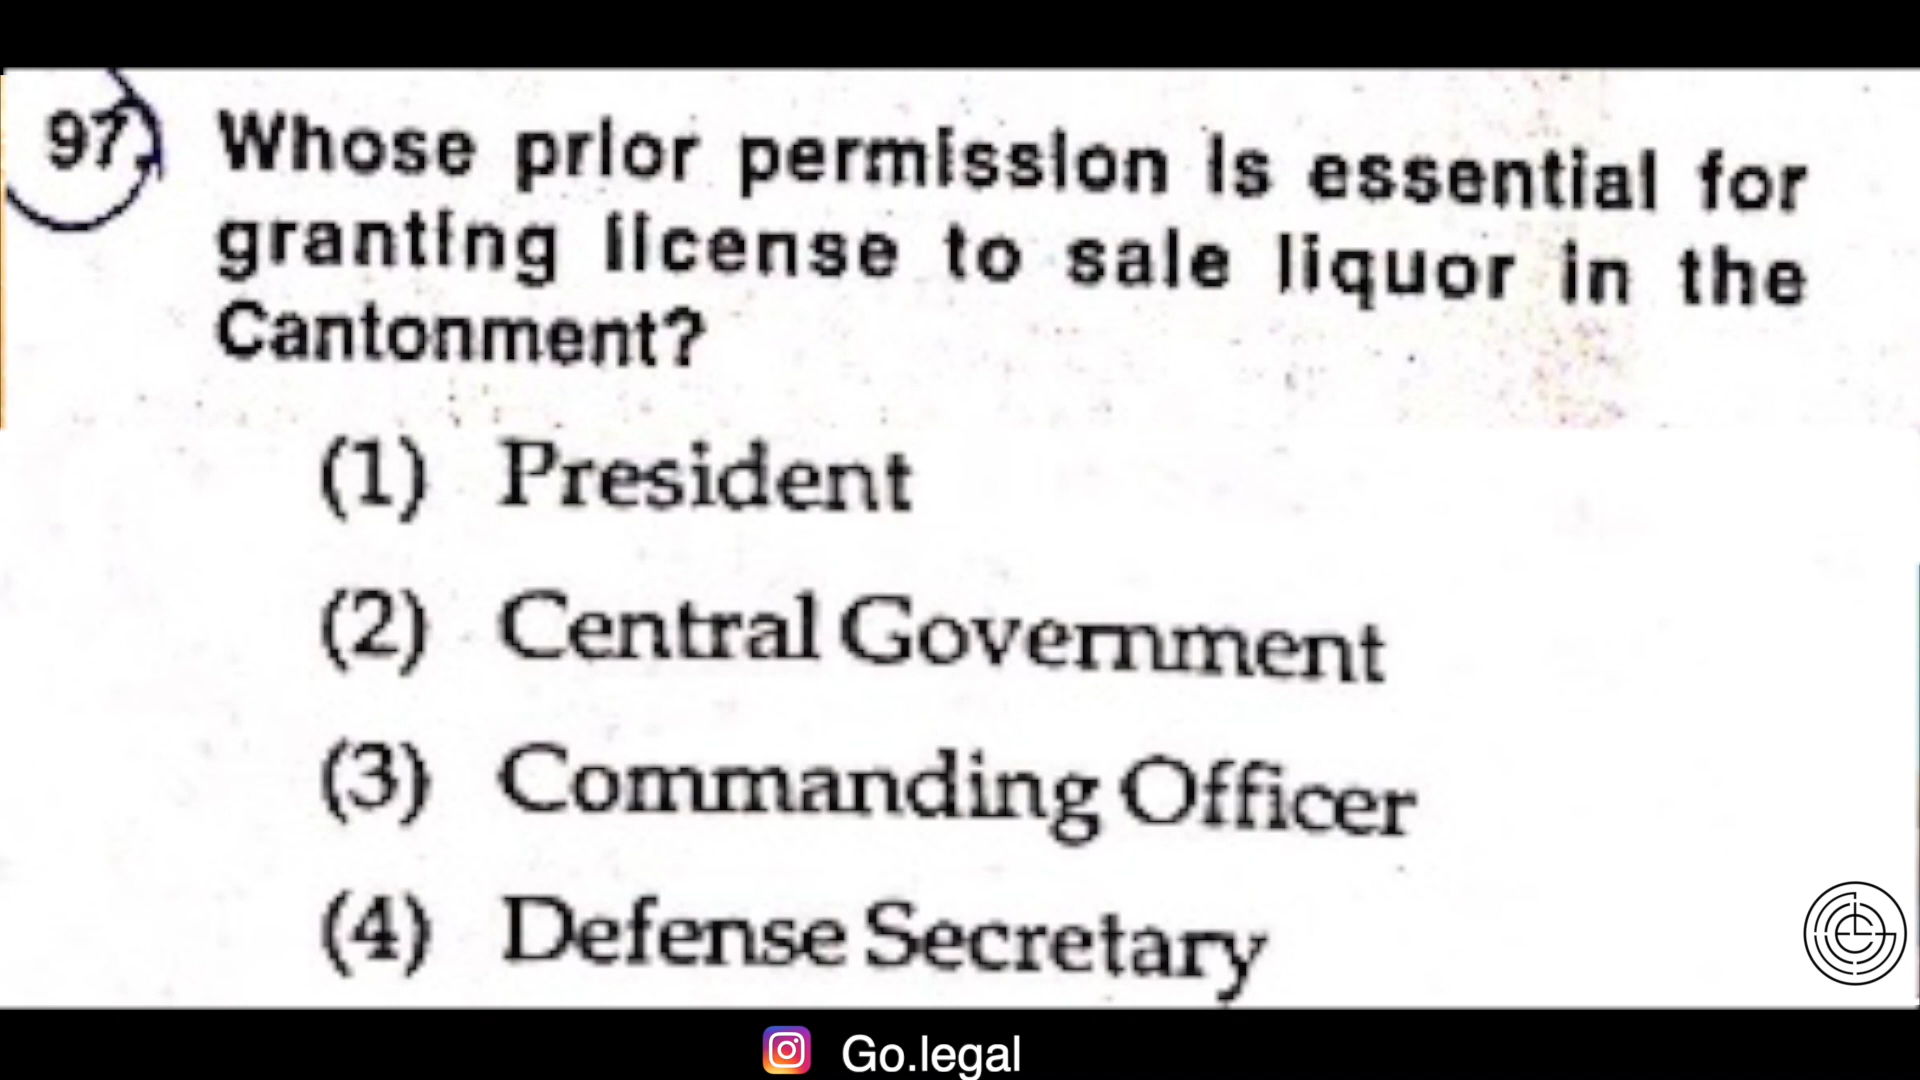 97. Whose prior permission is essential for
granting license to sale liquor in the
Cantonment?
(1) President
(2) Central Government
(3) Commanding Officer
(4) Defense Secretary
Go.legal